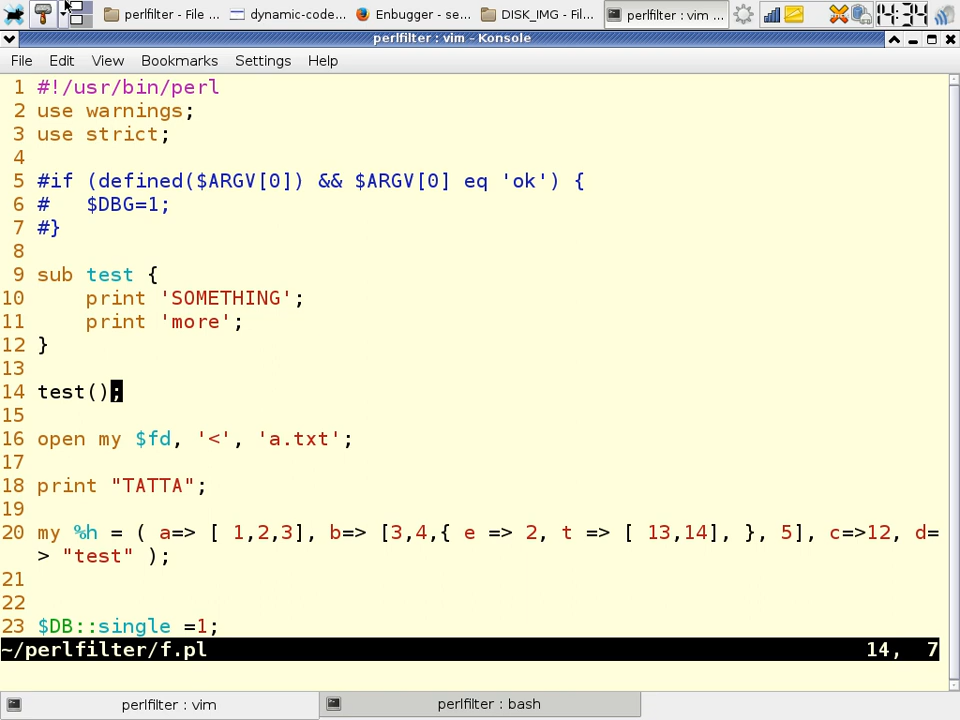 perlfilter - File ... dynamic-code... Enbugger - se... DISK_IMG - Fil... perlfilter : vim ... 14:34
perlfilter : vim – Konsole
File Edit View Bookmarks Settings Help
1 #!/usr/bin/perl
2 use warnings;
3 use strict;
4
5 #if (defined($ARGV[0]) && $ARGV[0] eq 'ok') {
6 #   $DBG=1;
7 #}
8
9 sub test {
10     print 'SOMETHING';
11     print 'more';
12 }
13
14 test();
15
16 open my $fd, '<', 'a.txt';
17
18 print "TATTA";
19
20 my %h = ( a=> [ 1,2,3], b=> [3,4,{ e => 2, t => [ 13,14], }, 5], c=>12, d=
> "test" );
21
22
23 $DB::single =1;
~/perlfilter/f.pl 14, 7
perlfilter : vim perlfilter : bash